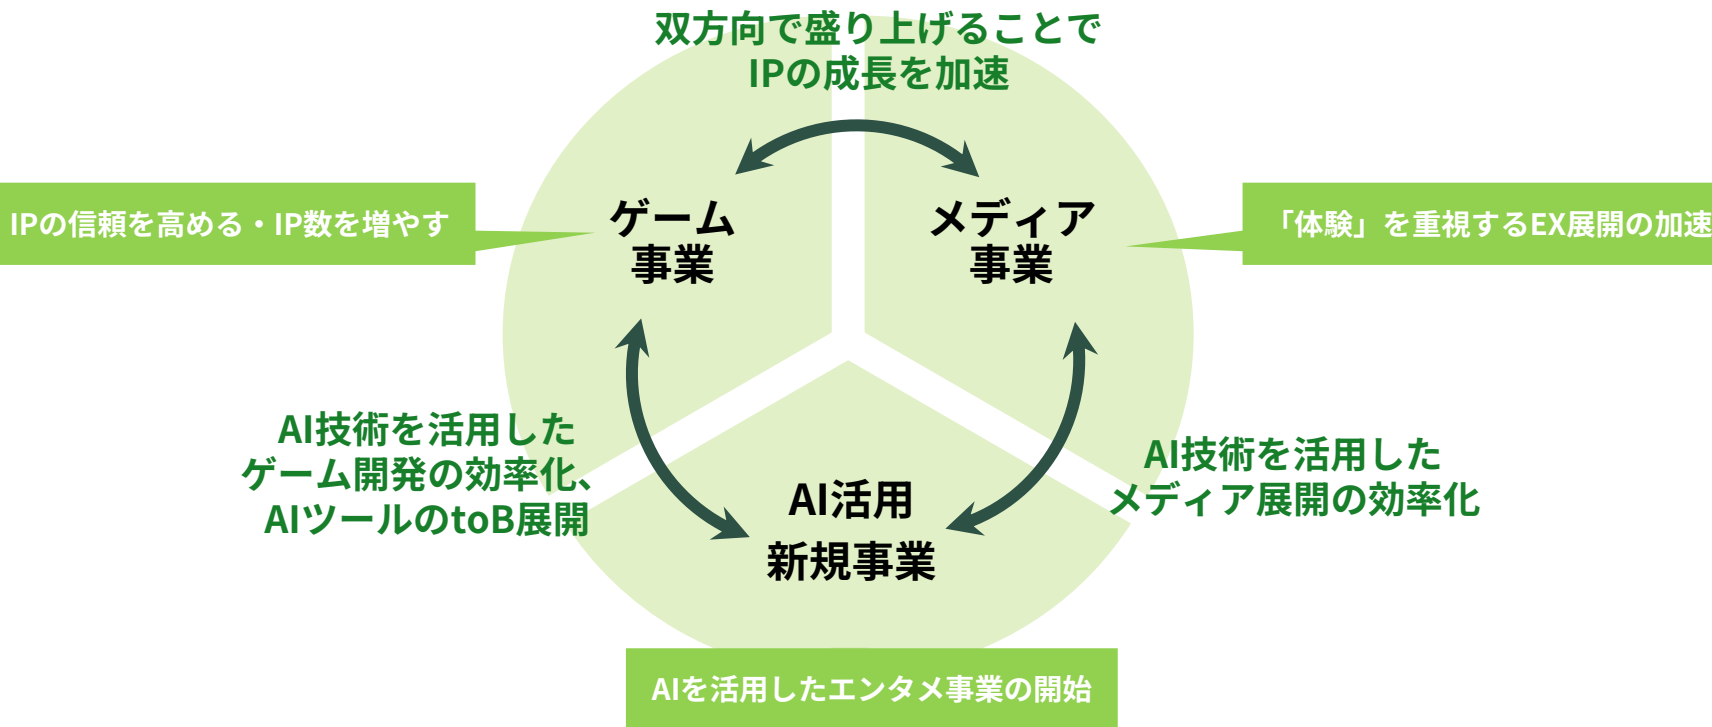 双方向で盛り上げることで
IPの成長を加速
IPの信頼を高める・IP数を増やす
ゲーム
事業
メディア
事業
「体験」を重視するEX展開の加速
AI技術を活用した
ゲーム開発の効率化、
AIツールのtoB展開
AI技術を活用した
メディア展開の効率化
AI活用
新規事業
AIを活用したエンタメ事業の開始